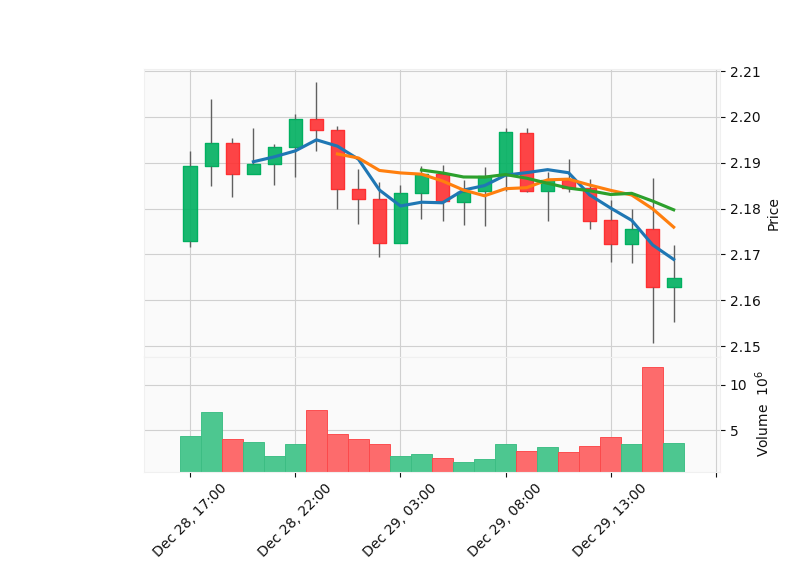 2.21
2.20
2.19
2.18
2.17
2.16
2.15
Price
10
5
Volume 10⁶
Dec 28, 17:00
Dec 28, 22:00
Dec 29, 03:00
Dec 29, 08:00
Dec 29, 13:00